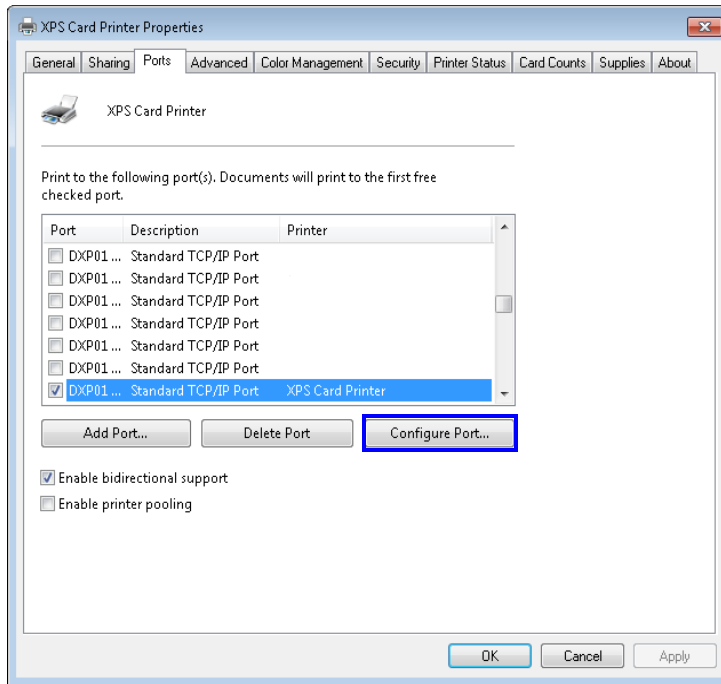 XPS Card Printer Properties
General Sharing Ports Advanced Color Management Security Printer Status Card Counts Supplies About
XPS Card Printer
Print to the following port(s). Documents will print to the first free
checked port.
Port Description Printer
DXP01 ... Standard TCP/IP Port
DXP01 ... Standard TCP/IP Port
DXP01 ... Standard TCP/IP Port
DXP01 ... Standard TCP/IP Port
DXP01 ... Standard TCP/IP Port
DXP01 ... Standard TCP/IP Port
DXP01 ... Standard TCP/IP Port XPS Card Printer
Add Port... Delete Port Configure Port...
Enable bidirectional support
Enable printer pooling
OK Cancel Apply